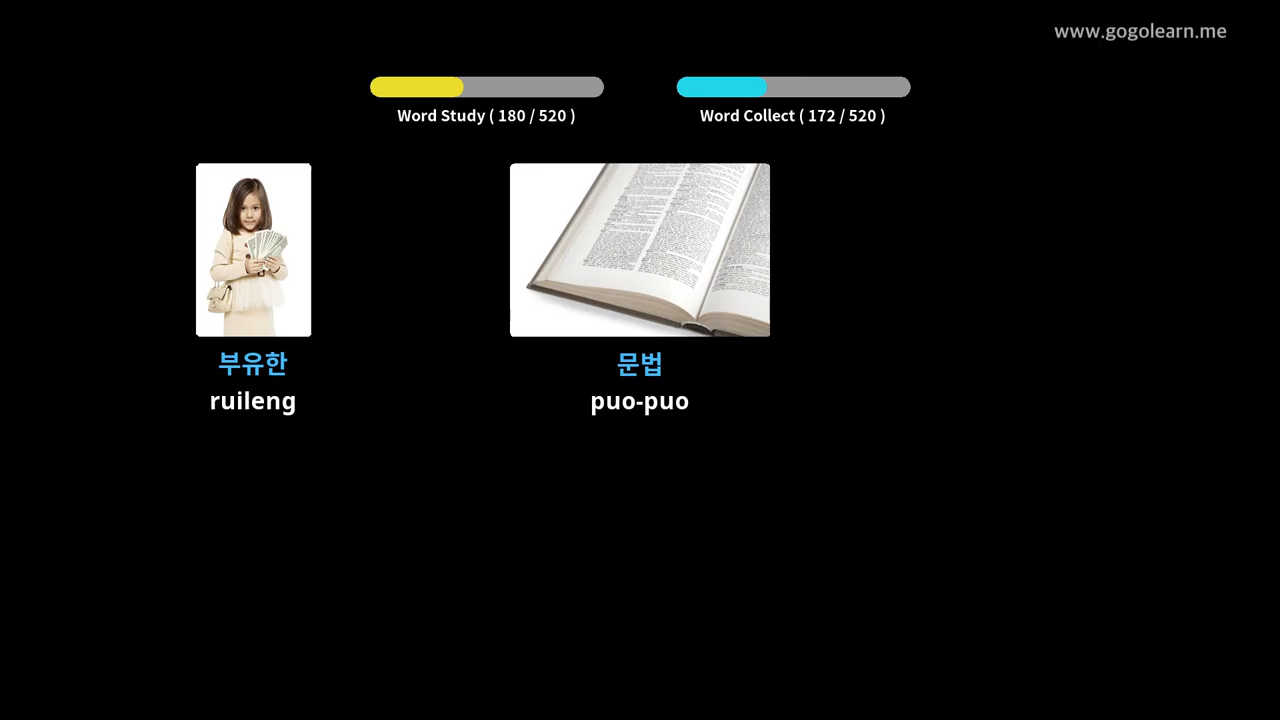 www.gogolearn.me
Word Study ( 180 / 520 )
Word Collect ( 172 / 520 )
부유한
ruileng
문법
puo-puo